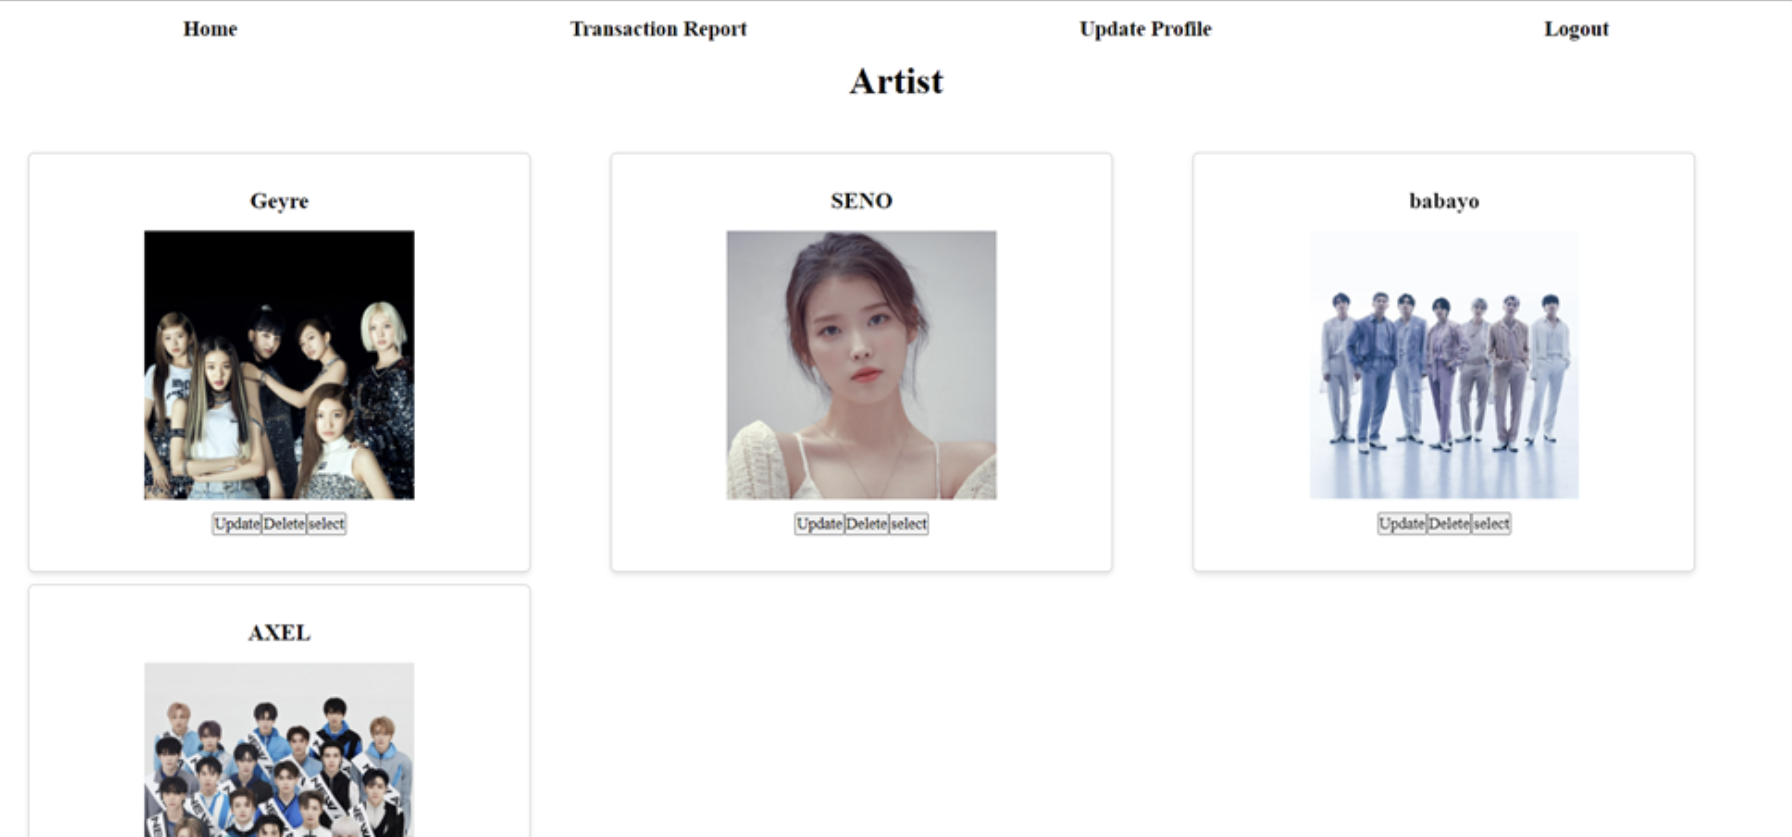 Home Transaction Report Update Profile Logout
Artist
Geyre
Update Delete select
SENO
Update Delete select
babayo
Update Delete select
AXEL